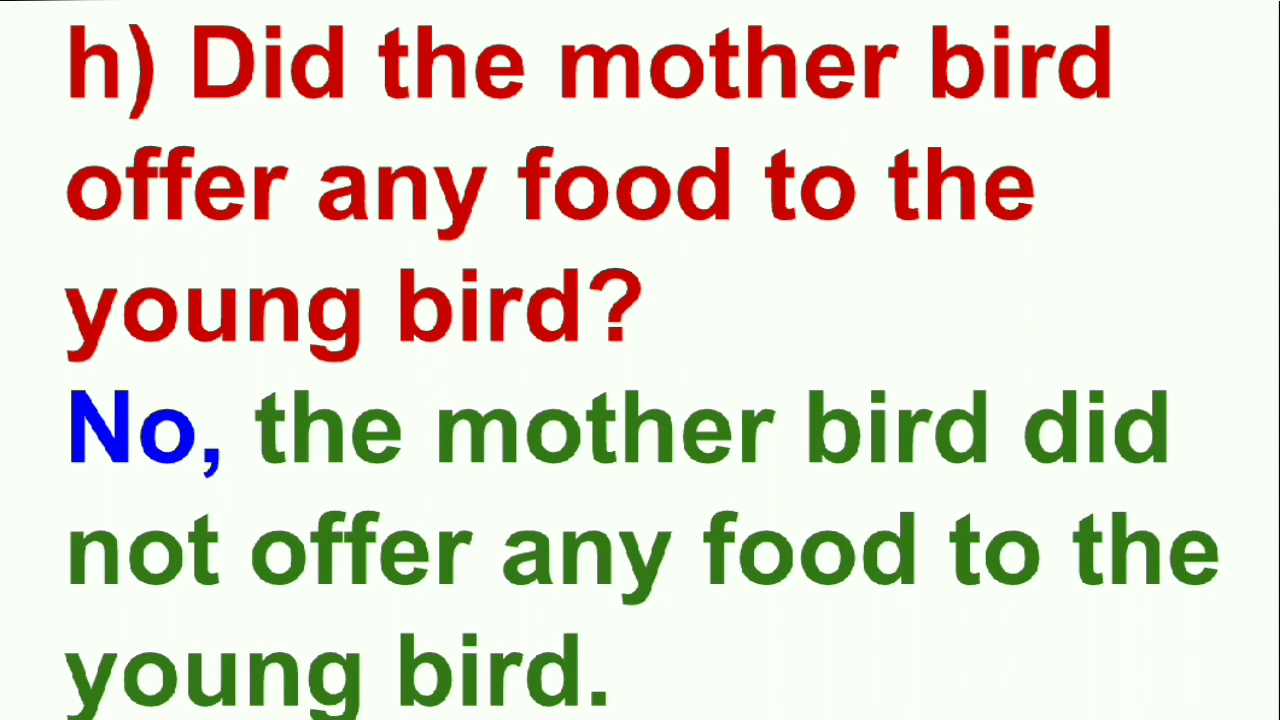 h) Did the mother bird
offer any food to the
young bird?
No, the mother bird did
not offer any food to the
young bird.